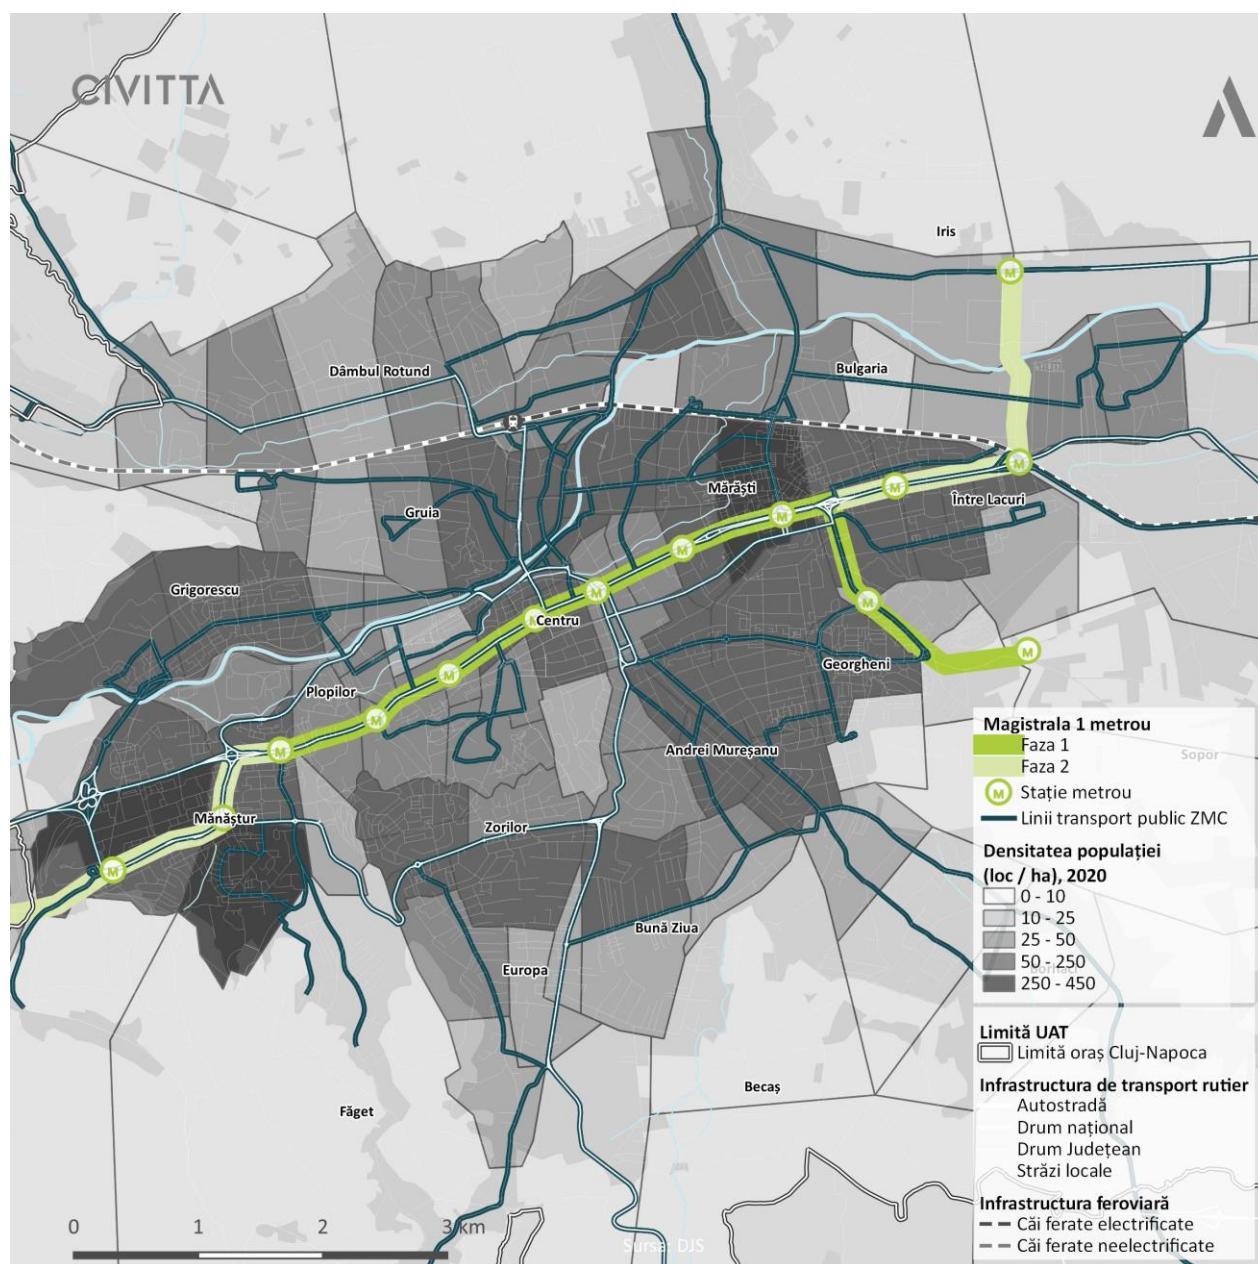 CIVITTA
Iris
Dâmbul Rotund
Bulgaria
Mărăști
Gruia
Între Lacuri
Grigorescu
Centru
Georgheni
Plopilor
Andrei Mureșanu
Mănăștur
Zorilor
Bună Ziua
Europa
Becaș
Făget
M
M
M
M
M
M
M
M
M
M
M
M
M
M
Magistrala 1 metrou
Faza 1
Faza 2
M Stație metrou
Linii transport public ZMC
Sopor
Densitatea populației
(loc / ha), 2020
0 - 10
10 - 25
25 - 50
50 - 250
Borhaci
250 - 450
Limită UAT
Limită oraș Cluj-Napoca
Infrastructura de transport rutier
Autostradă
Drum național
Drum Județean
Străzi locale
Infrastructura feroviară
Căi ferate electrificate
Căi ferate neelectrificate
0 1 2 3 km
Sursa: DJS